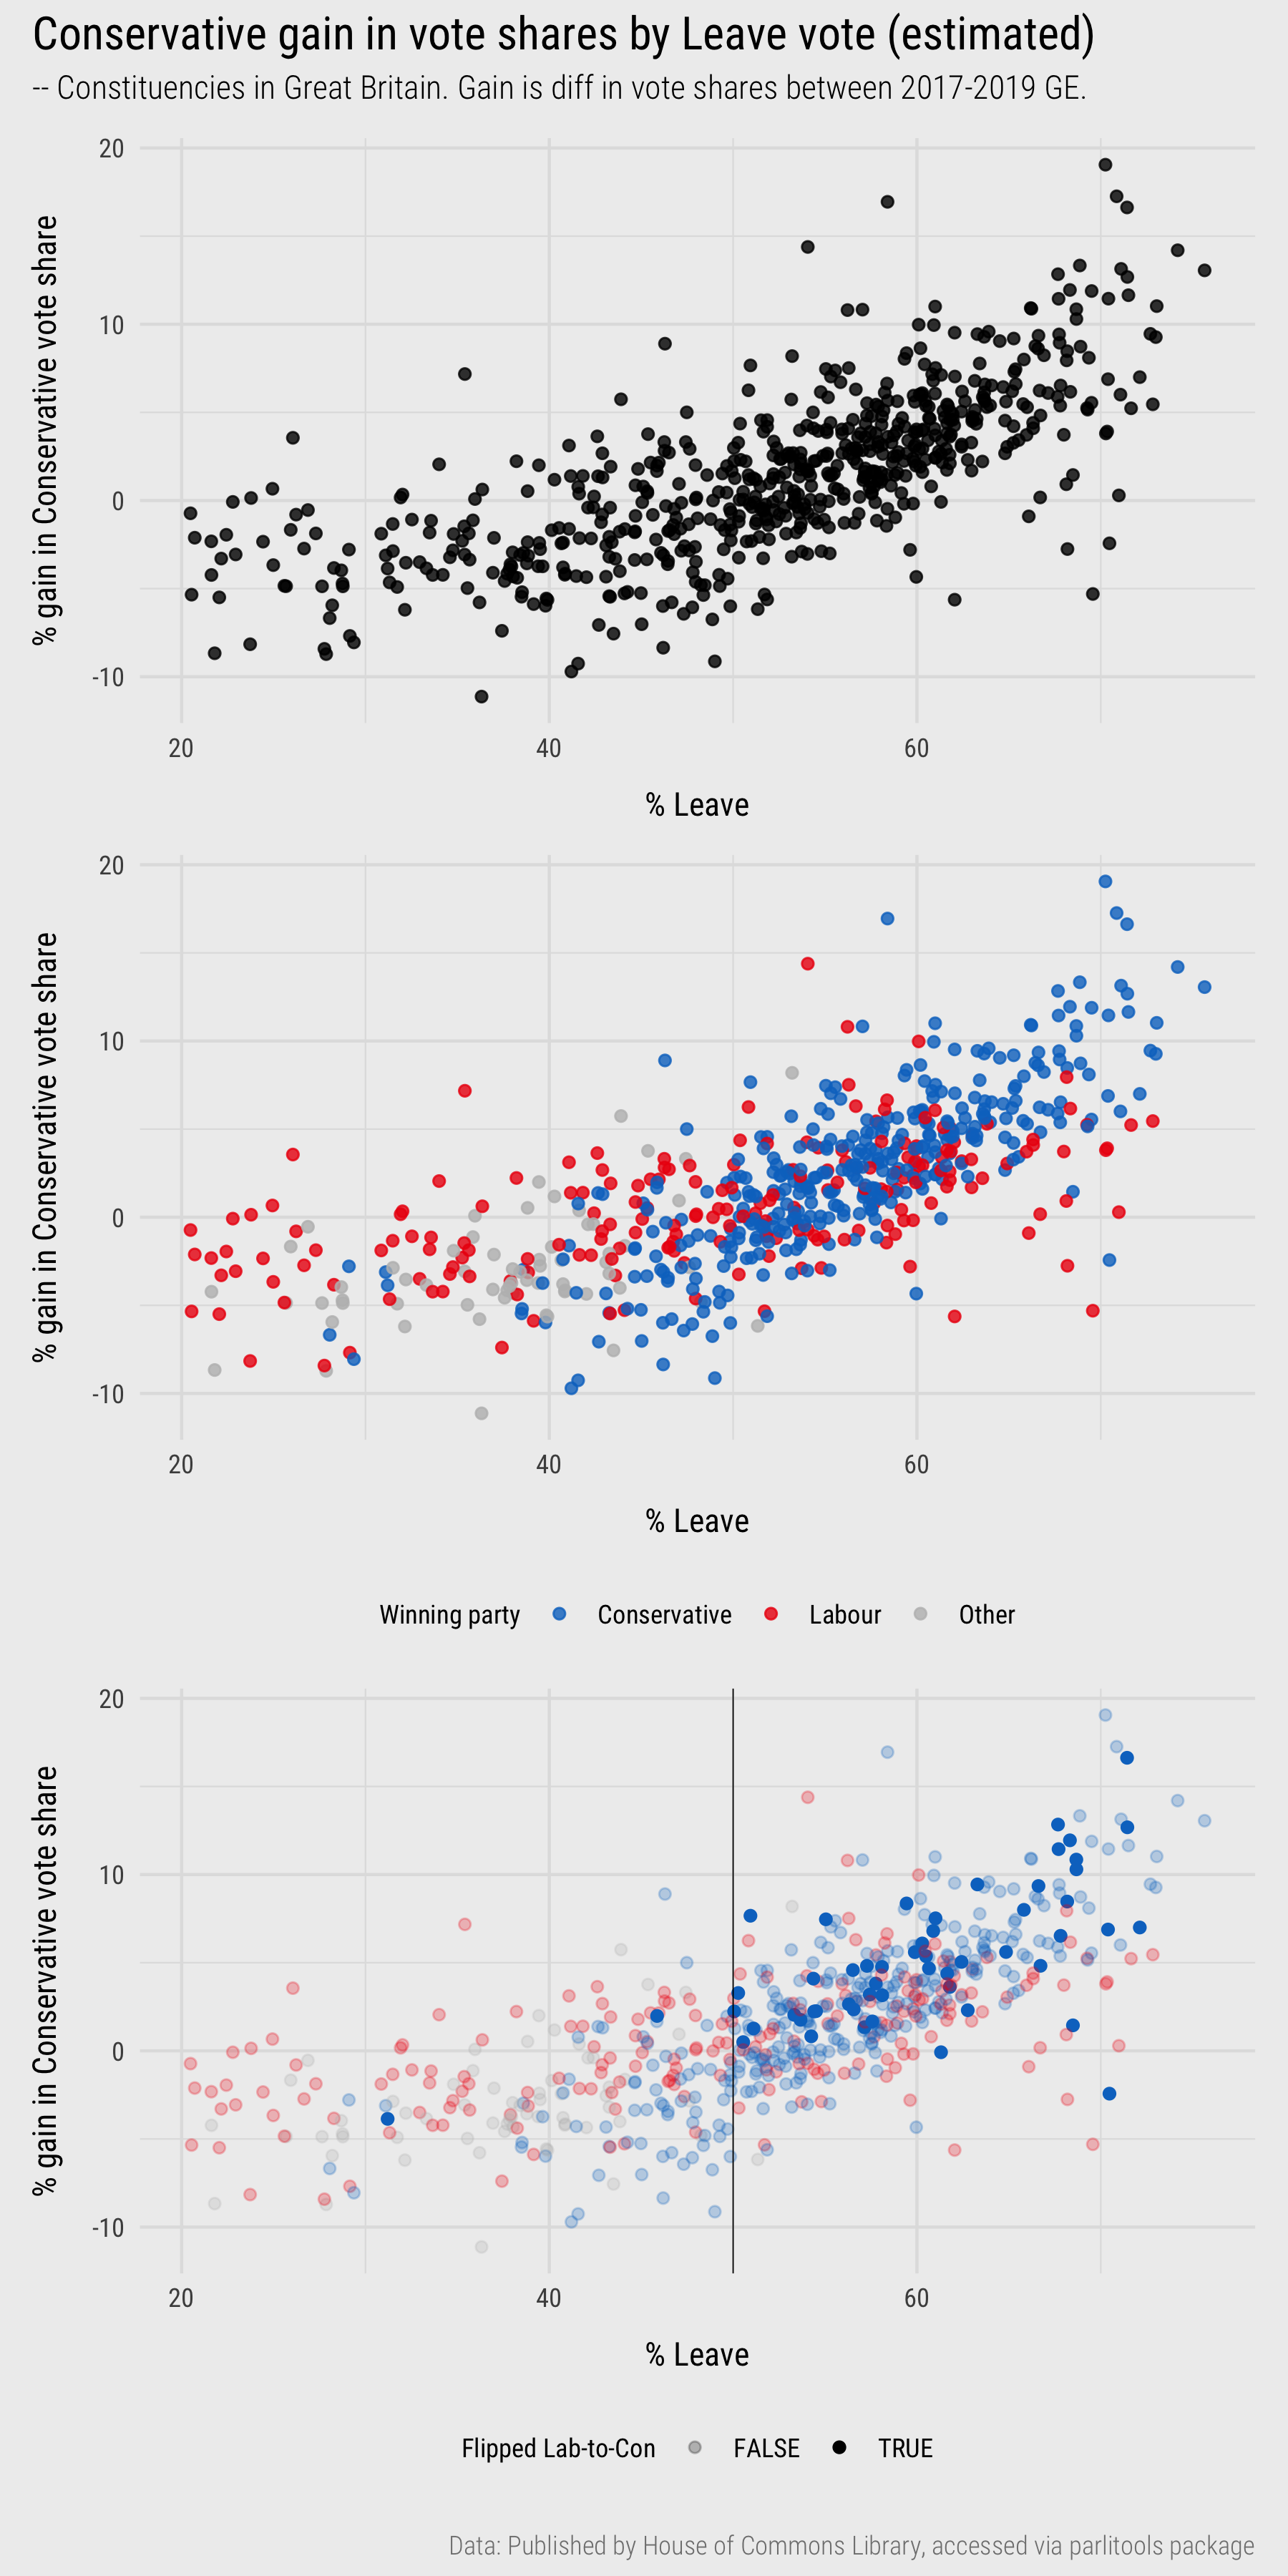 Conservative gain in vote shares by Leave vote (estimated)
-- Constituencies in Great Britain. Gain is diff in vote shares between 2017-2019 GE.
% gain in Conservative vote share
20
10
0
-10
20 40 60
% Leave
% gain in Conservative vote share
20
10
0
-10
20 40 60
% Leave
Winning party Conservative Labour Other
% gain in Conservative vote share
20
10
0
-10
20 40 60
% Leave
Flipped Lab-to-Con FALSE TRUE
Data: Published by House of Commons Library, accessed via parlitools package